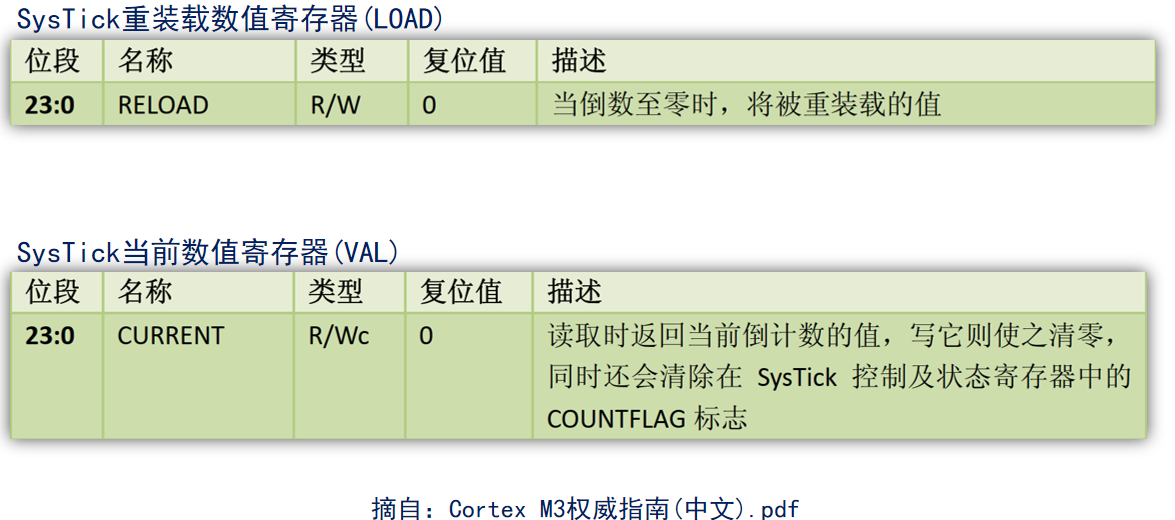 SysTick重装载数值寄存器(LOAD)
位段 名称 类型 复位值 描述
23:0 RELOAD R/W 0 当倒数至零时，将被重装载的值
SysTick当前数值寄存器(VAL)
位段 名称 类型 复位值 描述
23:0 CURRENT R/Wc 0 读取时返回当前倒计数的值，写它则使之清零，
同时还会清除在 SysTick 控制及状态寄存器中的
COUNTFLAG 标志
摘自：Cortex M3权威指南(中文).pdf